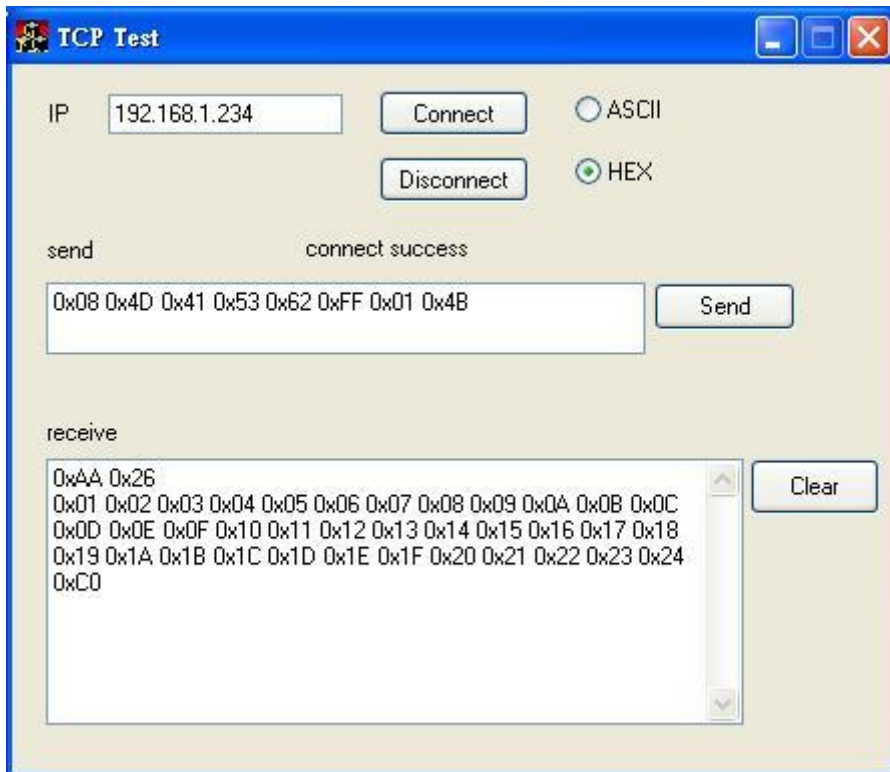 TCP Test
IP 192.168.1.234 Connect ASCII
Disconnect HEX
send connect success
0x08 0x4D 0x41 0x53 0x62 0xFF 0x01 0x4B Send
receive
0xAA 0x26
0x01 0x02 0x03 0x04 0x05 0x06 0x07 0x08 0x09 0x0A 0x0B 0x0C
0x0D 0x0E 0x0F 0x10 0x11 0x12 0x13 0x14 0x15 0x16 0x17 0x18
0x19 0x1A 0x1B 0x1C 0x1D 0x1E 0x1F 0x20 0x21 0x22 0x23 0x24
0xC0
Clear